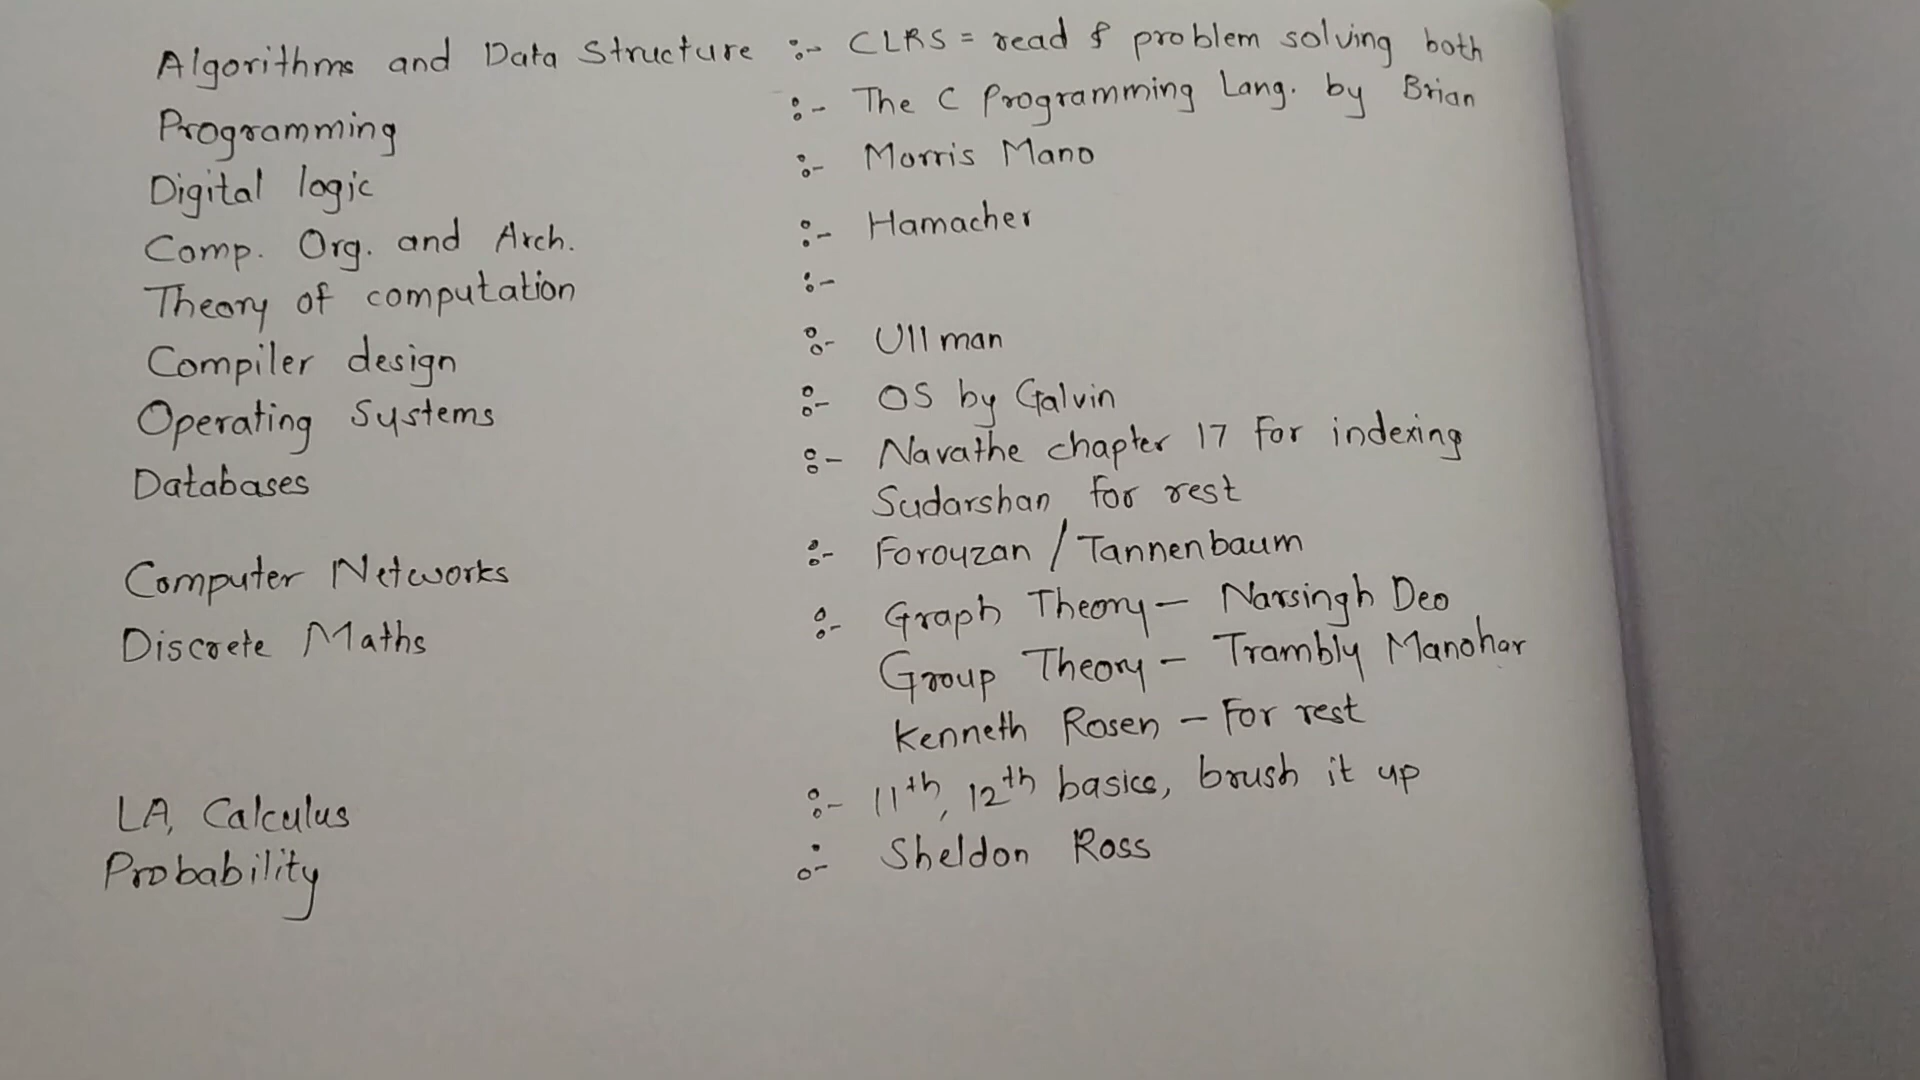 Algorithms and Data Structure :- CLRS = read & problem solving both
Programming :- The C Programming Lang. by Brian
Digital logic :- Morris Mano
Comp. Org. and Arch. :- Hamacher
Theory of computation :-
Compiler design :- Ullman
Operating Systems :- OS by Galvin
Databases :- Navathe chapter 17 for indexing
Sudarshan for rest
Computer Networks :- Forouzan / Tannenbaum
Discrete Maths :- Graph Theory - Narsingh Deo
Group Theory - Trambly Manohar
Kenneth Rosen - For rest
LA, Calculus :- 11th, 12th basics, brush it up
Probability :- Sheldon Ross